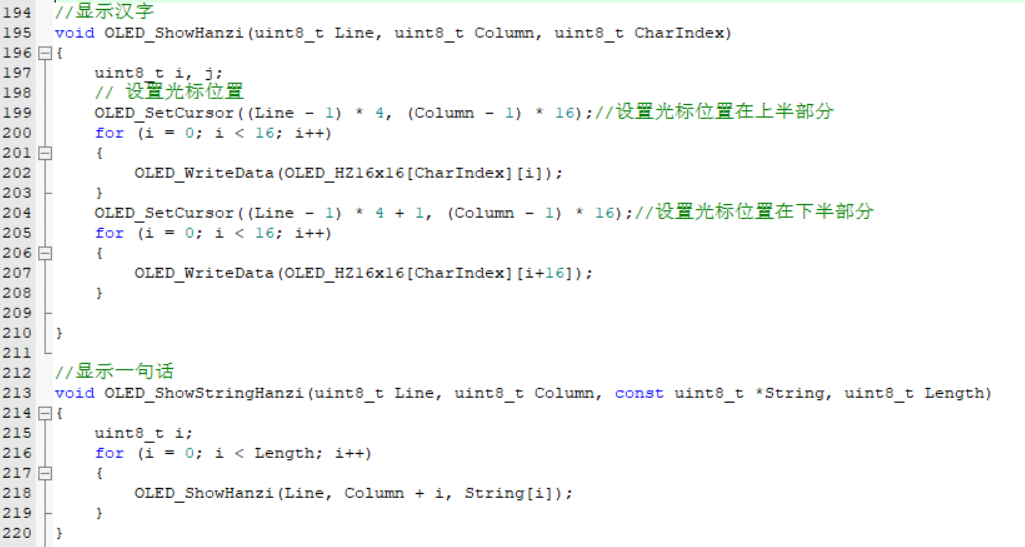 194 //显示汉字
195 void OLED_ShowHanzi(uint8_t Line, uint8_t Column, uint8_t CharIndex)
196 {
197     uint8_t i, j;
198     // 设置光标位置
199     OLED_SetCursor((Line - 1) * 4, (Column - 1) * 16);//设置光标位置在上半部分
200     for (i = 0; i < 16; i++)
201     {
202         OLED_WriteData(OLED_HZ16x16[CharIndex][i]);
203     }
204     OLED_SetCursor((Line - 1) * 4 + 1, (Column - 1) * 16);//设置光标位置在下半部分
205     for (i = 0; i < 16; i++)
206     {
207         OLED_WriteData(OLED_HZ16x16[CharIndex][i+16]);
208     }
209
210 }
211
212 //显示一句话
213 void OLED_ShowStringHanzi(uint8_t Line, uint8_t Column, const uint8_t *String, uint8_t Length)
214 {
215     uint8_t i;
216     for (i = 0; i < Length; i++)
217     {
218         OLED_ShowHanzi(Line, Column + i, String[i]);
219     }
220 }